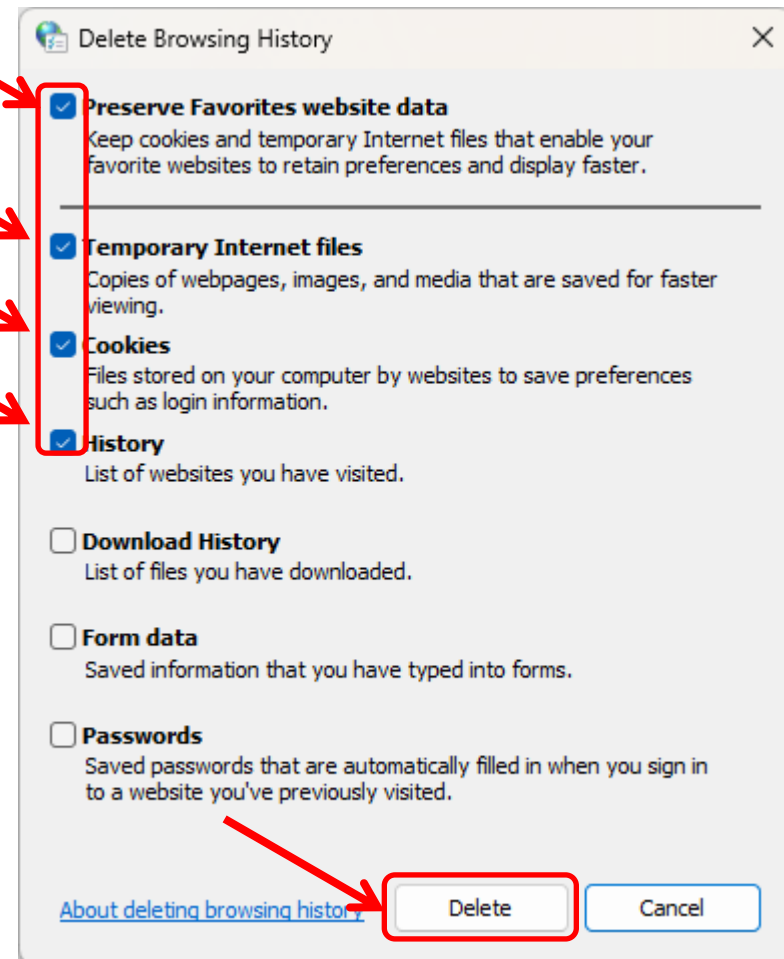 Delete Browsing History
Preserve Favorites website data
Keep cookies and temporary Internet files that enable your
favorite websites to retain preferences and display faster.
Temporary Internet files
Copies of webpages, images, and media that are saved for faster
viewing.
Cookies
Files stored on your computer by websites to save preferences
such as login information.
History
List of websites you have visited.
Download History
List of files you have downloaded.
Form data
Saved information that you have typed into forms.
Passwords
Saved passwords that are automatically filled in when you sign in
to a website you've previously visited.
About deleting browsing history Delete Cancel